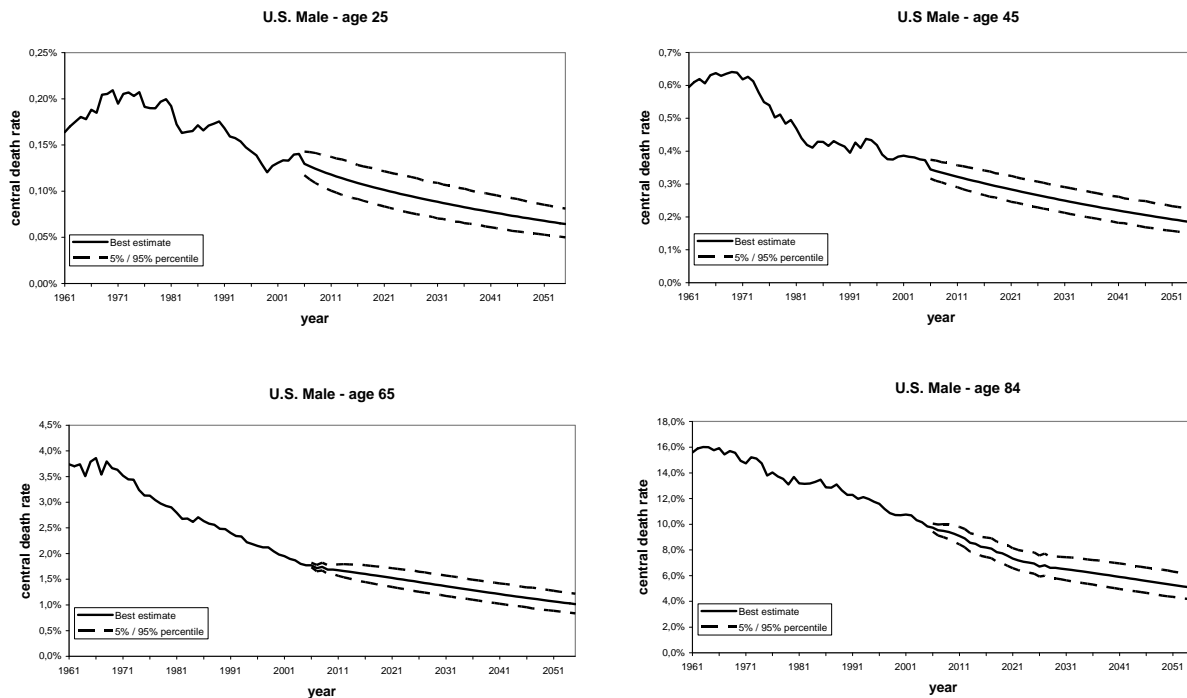 U.S. Male - age 25
0,25%
0,20%
0,15%
0,10%
0,05%
0,00%
central death rate
Best estimate
5% / 95% percentile
1961 1971 1981 1991 2001 2011 2021 2031 2041 2051
year
U.S Male - age 45
0,7%
0,6%
0,5%
0,4%
0,3%
0,2%
0,1%
0,0%
central death rate
Best estimate
5% / 95% percentile
1961 1971 1981 1991 2001 2011 2021 2031 2041 2051
year
U.S. Male - age 65
4,5%
4,0%
3,5%
3,0%
2,5%
2,0%
1,5%
1,0%
0,5%
0,0%
central death rate
Best estimate
5% / 95% percentile
1961 1971 1981 1991 2001 2011 2021 2031 2041 2051
year
U.S. Male - age 84
18,0%
16,0%
14,0%
12,0%
10,0%
8,0%
6,0%
4,0%
2,0%
0,0%
central death rate
Best estimate
5% / 95% percentile
1961 1971 1981 1991 2001 2011 2021 2031 2041 2051
year